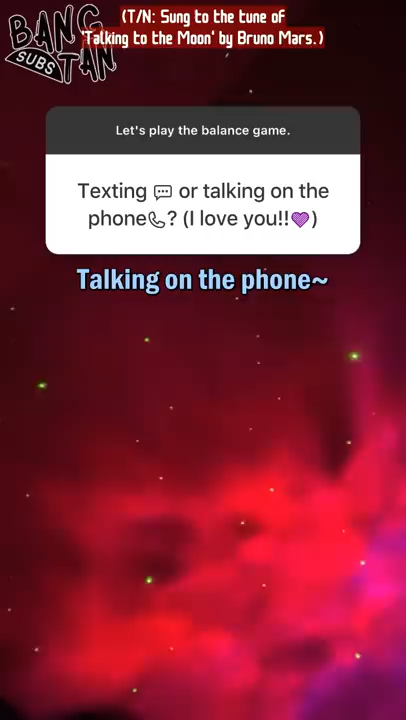 BANG
SUBS
TAN
(T/N: Sung to the tune of
'Talking to the Moon' by Bruno Mars.)
Let's play the balance game.
Texting 💬 or talking on the
phone📞? (I love you!!💜)
Talking on the phone~